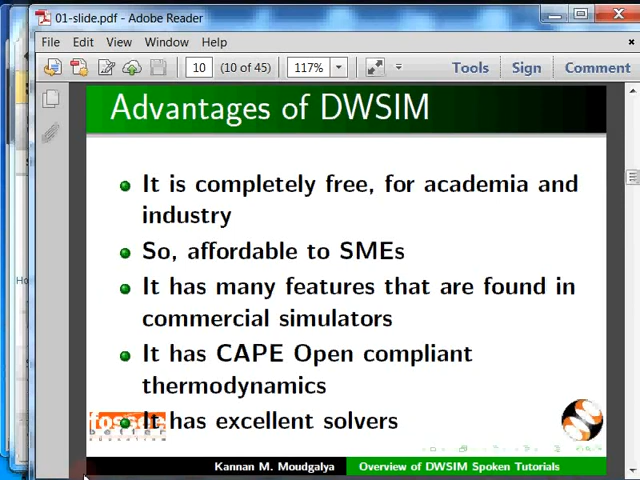 01-slide.pdf - Adobe Reader
File Edit View Window Help
10 (10 of 45) 117% Tools Sign Comment
Advantages of DWSIM
It is completely free, for academia and
industry
So, affordable to SMEs
It has many features that are found in
commercial simulators
It has CAPE Open compliant
thermodynamics
It has excellent solvers
fossee
Kannan M. Moudgalya Overview of DWSIM Spoken Tutorials
Ho